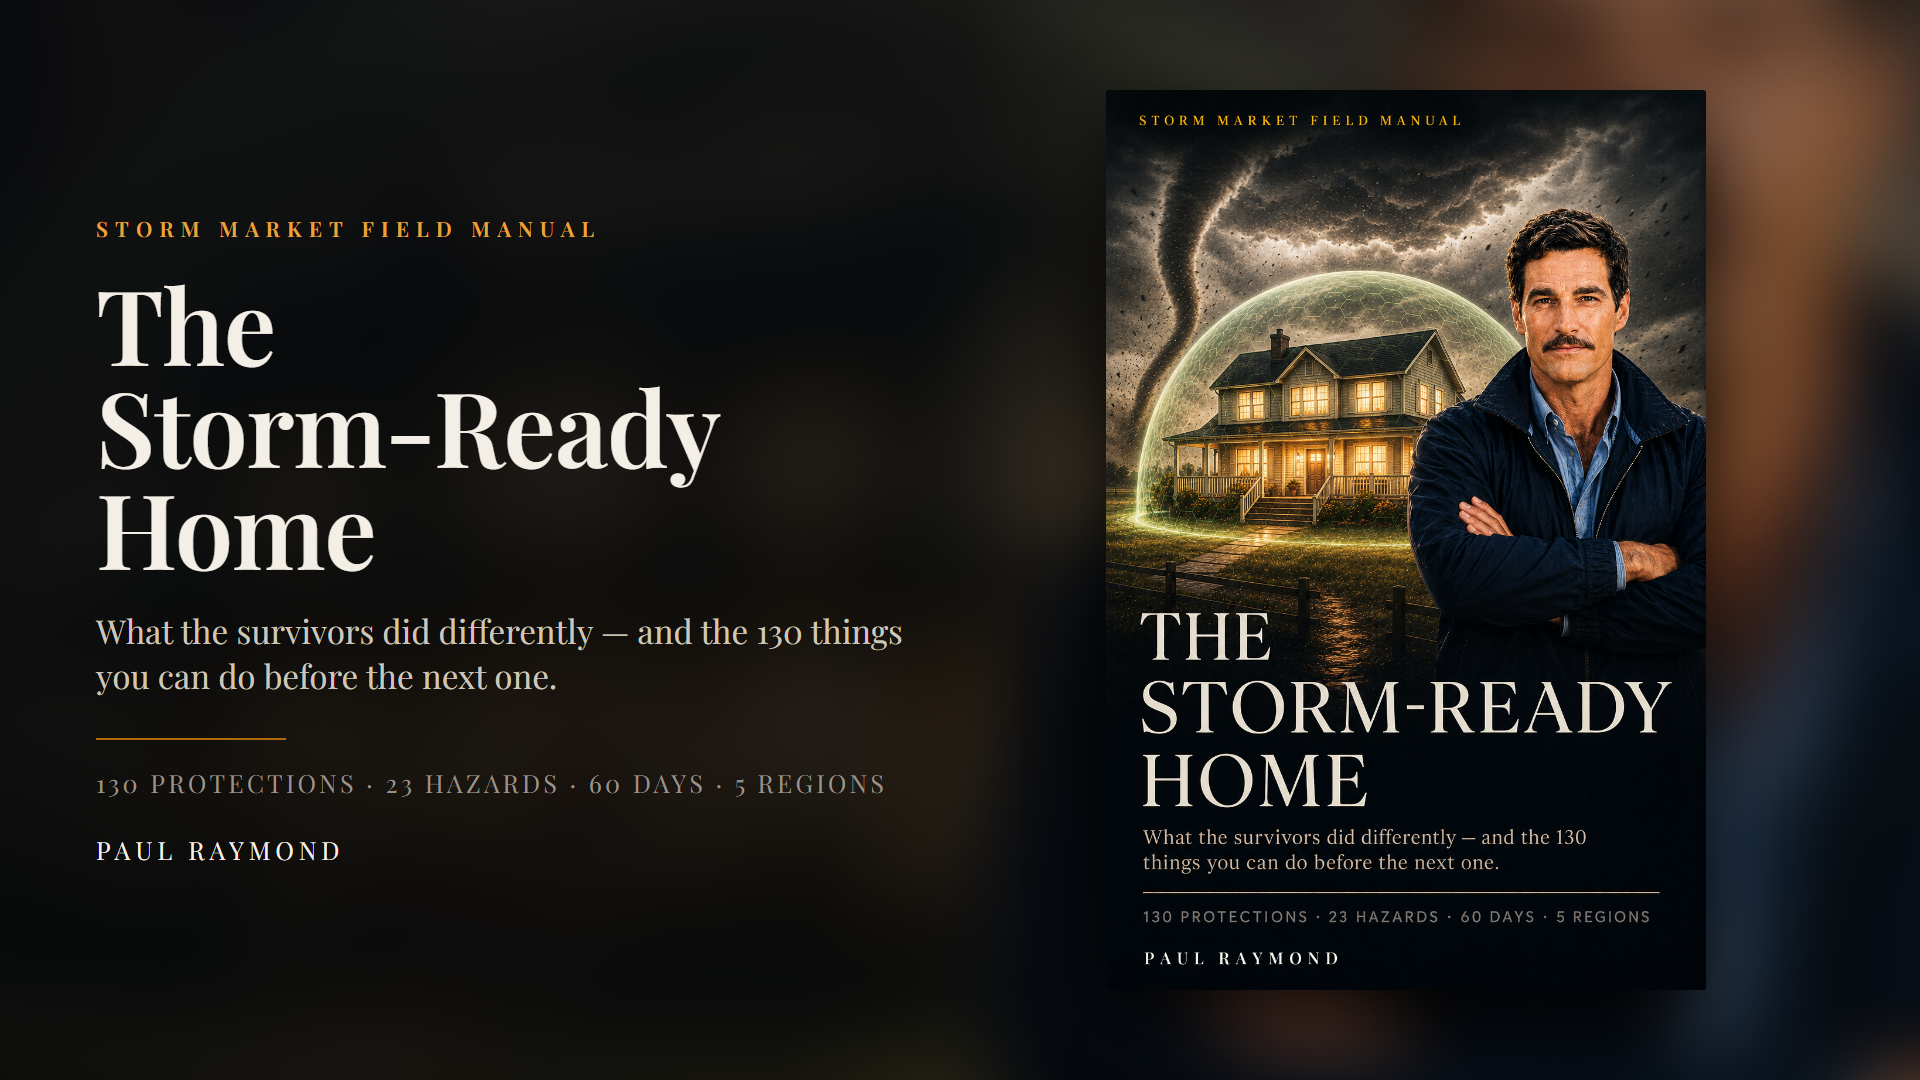 STORM MARKET FIELD MANUAL
The
Storm-Ready
Home
What the survivors did differently — and the 130 things
you can do before the next one.
130 PROTECTIONS · 23 HAZARDS · 60 DAYS · 5 REGIONS
PAUL RAYMOND
STORM MARKET FIELD MANUAL
THE
STORM-READY
HOME
What the survivors did differently — and the 130
things you can do before the next one.
130 PROTECTIONS · 23 HAZARDS · 60 DAYS · 5 REGIONS
PAUL RAYMOND